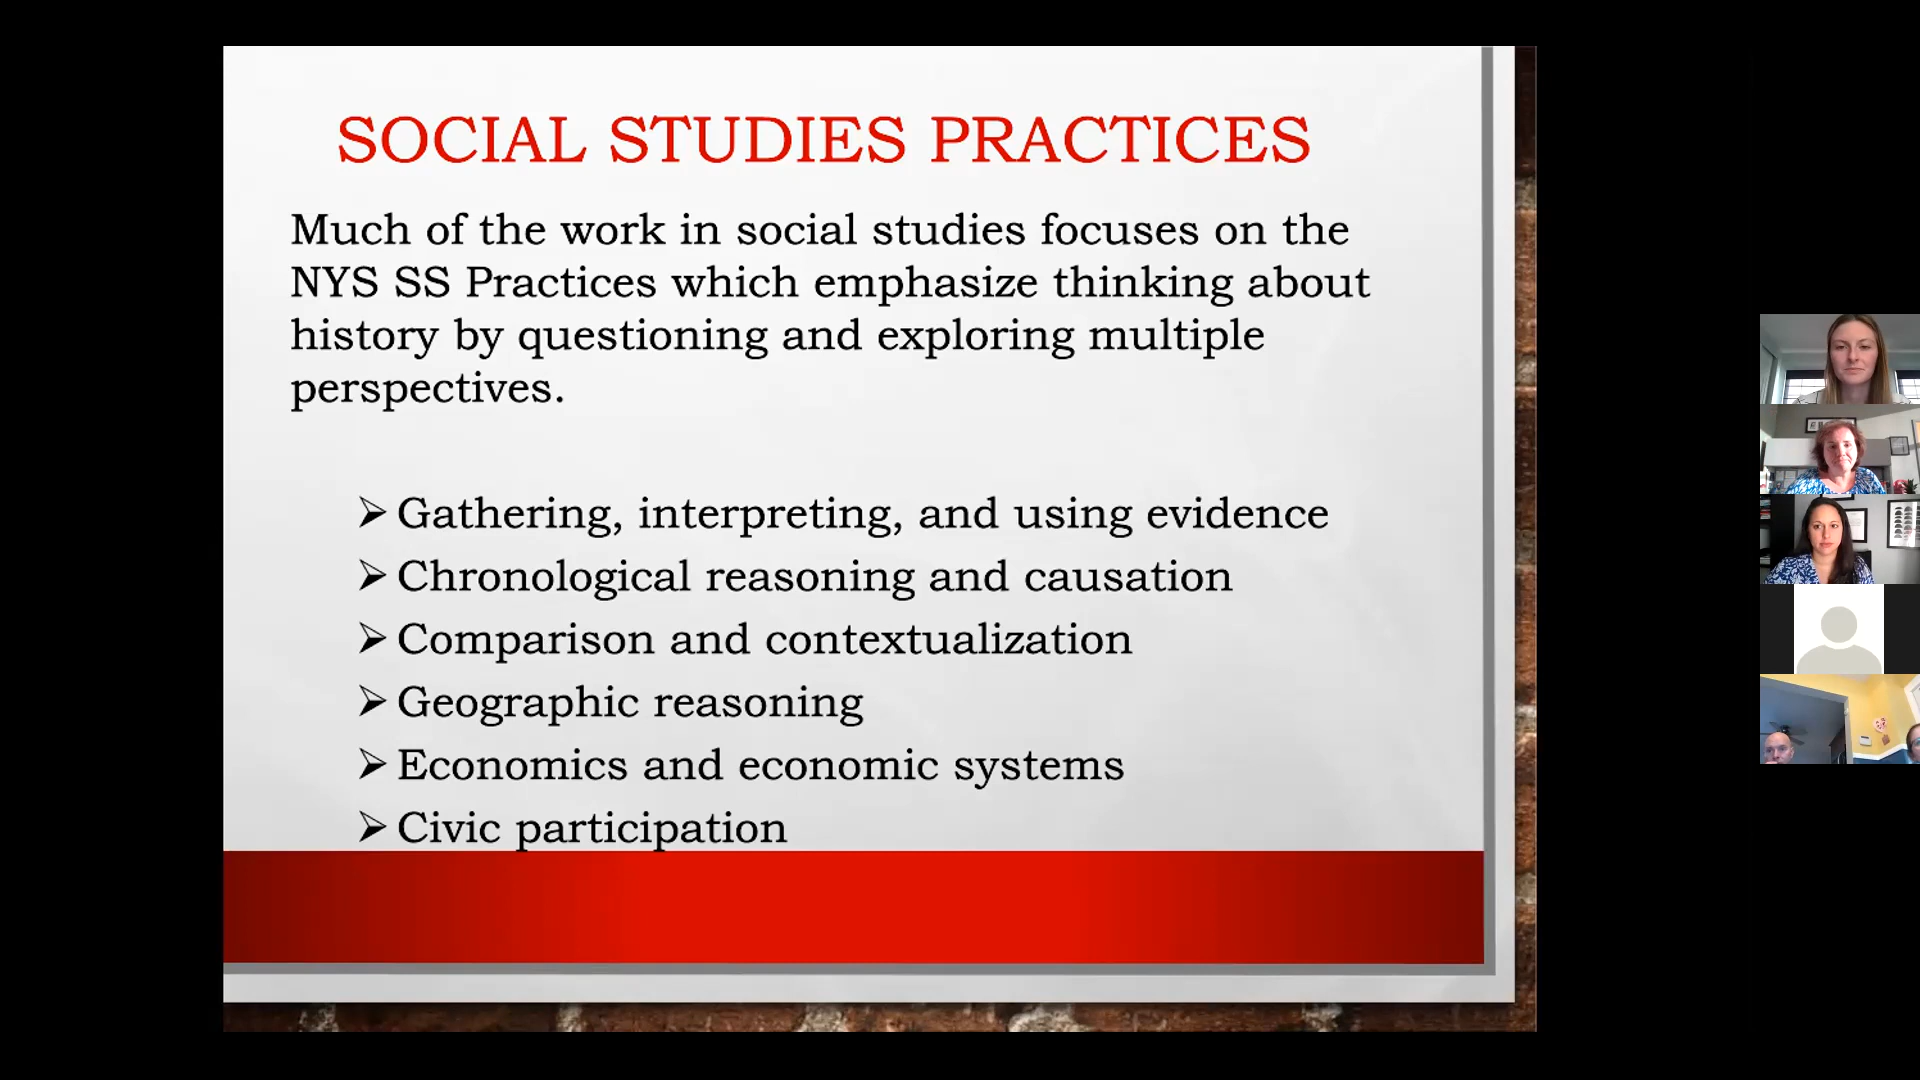 SOCIAL STUDIES PRACTICES
Much of the work in social studies focuses on the
NYS SS Practices which emphasize thinking about
history by questioning and exploring multiple
perspectives.
Gathering, interpreting, and using evidence
Chronological reasoning and causation
Comparison and contextualization
Geographic reasoning
Economics and economic systems
Civic participation